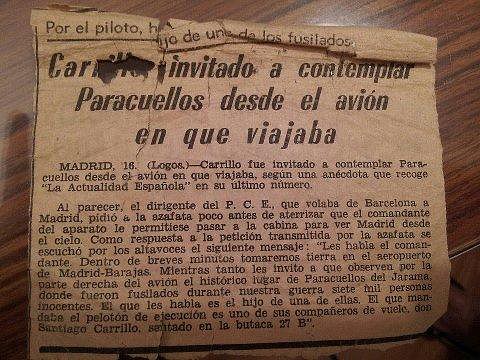 Por el piloto, hijo de uno de los fusilados
Carrillo, invitado a contemplar
Paracuellos desde el avión
en que viajaba
MADRID, 16. (Logos.)—Carrillo fue invitado a contemplar Para-
cuellos desde el avión en que viajaba, según una anécdota que recoge
"La Actualidad Española" en su último número.
Al parecer, el dirigente del P. C. E., que volaba de Barcelona a
Madrid, pidió a la azafata poco antes de aterrizar que el comandante
del aparato le permitiese pasar a la cabina para ver Madrid desde
el cielo. Como respuesta a la petición transmitida por la azafata se
escuchó por los altavoces el siguiente mensaje: "Les habla el coman-
dante. Dentro de breves minutos tomaremos tierra en el aeropuerto
de Madrid-Barajas. Mientras tanto les invito a que observen por la
parte derecha del avión el histórico lugar de Paracuellos del Jarama,
donde fueron fusilados durante nuestra guerra siete mil personas
inocentes. El que les habla es el hijo de una de ellas. El que man-
daba el pelotón de ejecución es uno de sus compañeros de vuelo, don
Santiago Carrillo, sentado en la butaca 27 B".